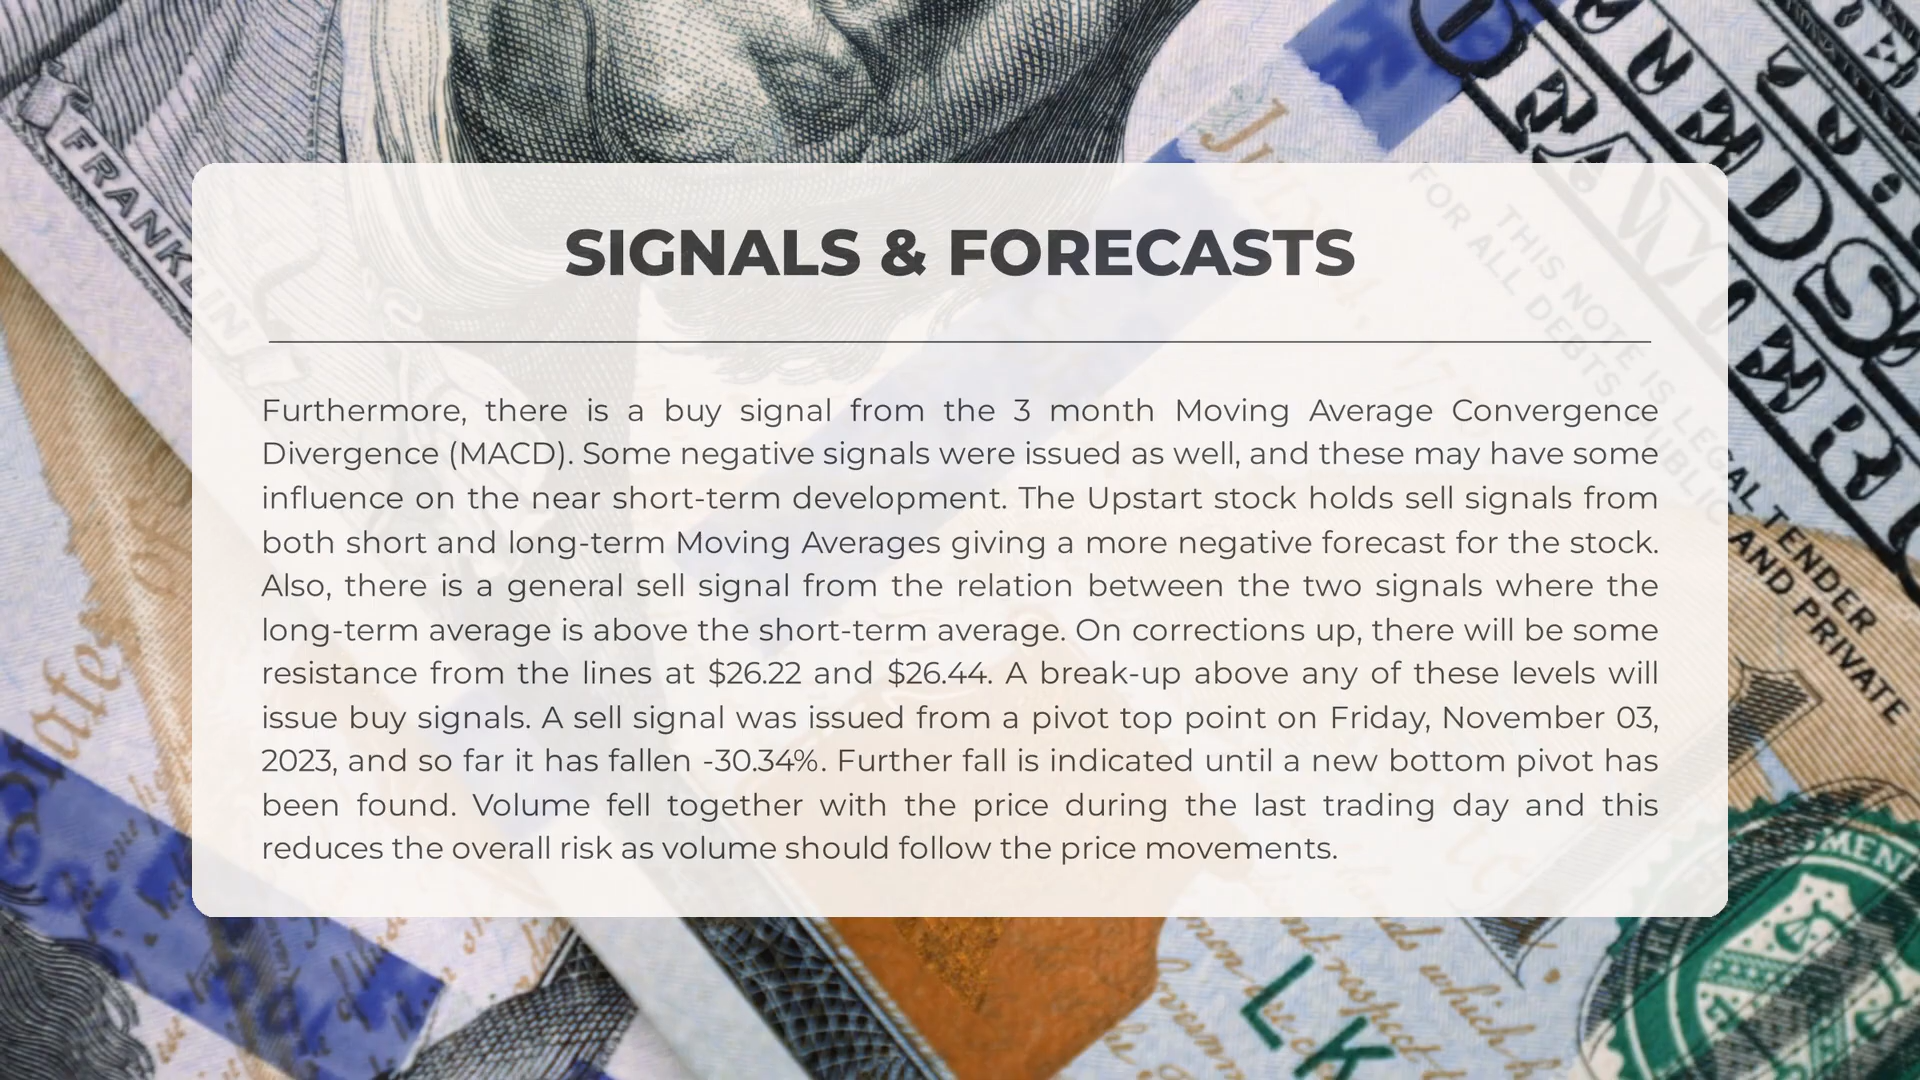 FRANKLIN
SIGNALS & FORECASTS
THIS NOTE IS LEGAL TENDER
FOR ALL DEBTS, PUBLIC AND PRIVATE
Furthermore, there is a buy signal from the 3 month Moving Average Convergence
Divergence (MACD). Some negative signals were issued as well, and these may have some
influence on the near short-term development. The Upstart stock holds sell signals from
both short and long-term Moving Averages giving a more negative forecast for the stock.
Also, there is a general sell signal from the relation between the two signals where the
long-term average is above the short-term average. On corrections up, there will be some
resistance from the lines at $26.22 and $26.44. A break-up above any of these levels will
issue buy signals. A sell signal was issued from a pivot top point on Friday, November 03,
2023, and so far it has fallen -30.34%. Further fall is indicated until a new bottom pivot has
been found. Volume fell together with the price during the last trading day and this
reduces the overall risk as volume should follow the price movements.
L K